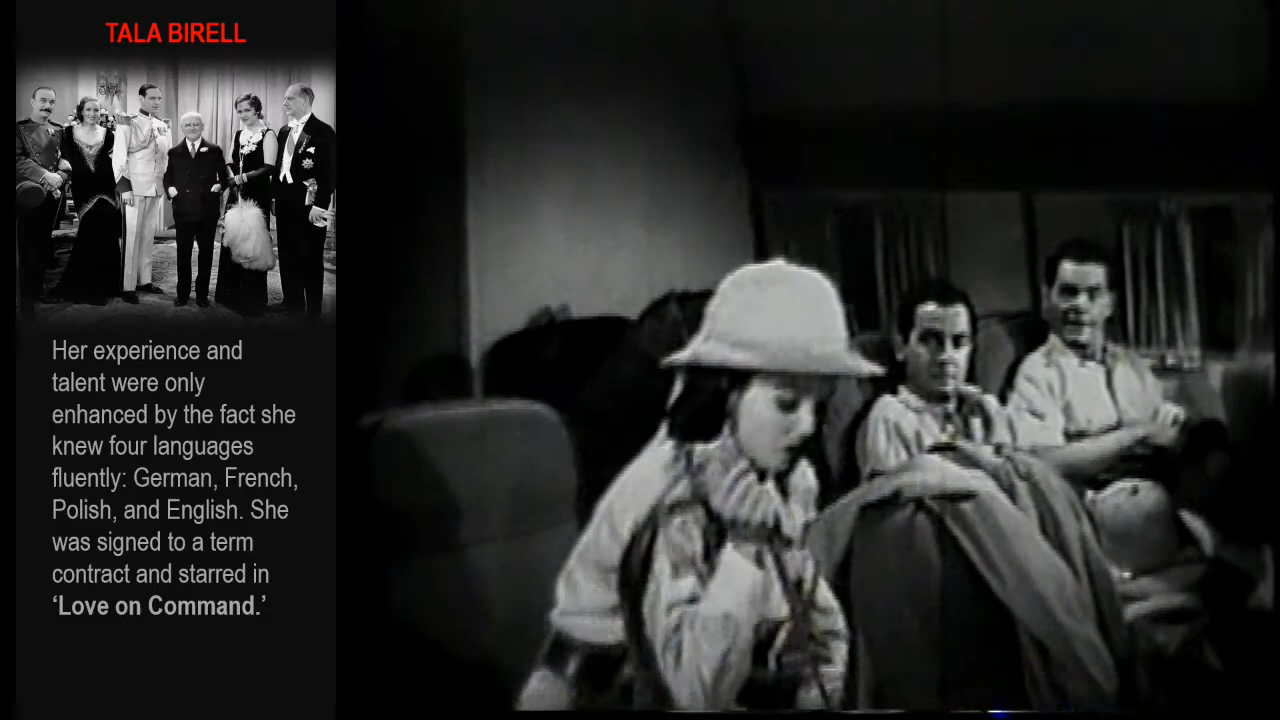 TALA BIRELL
Her experience and
talent were only
enhanced by the fact she
knew four languages
fluently: German, French,
Polish, and English. She
was signed to a term
contract and starred in
‘Love on Command.’